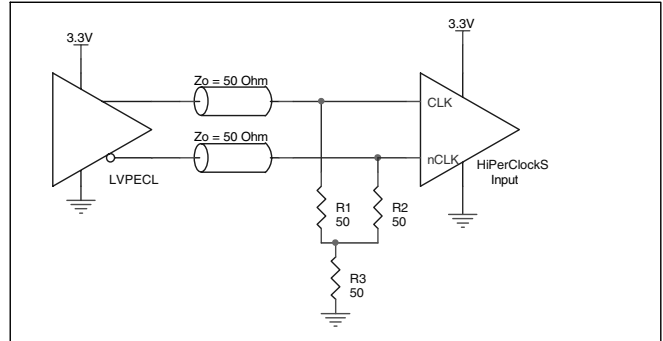 3.3V
3.3V
Zo = 50 Ohm
CLK
Zo = 50 Ohm
nCLK
HiPerClockS
Input
LVPECL
R1
50
R2
50
R3
50